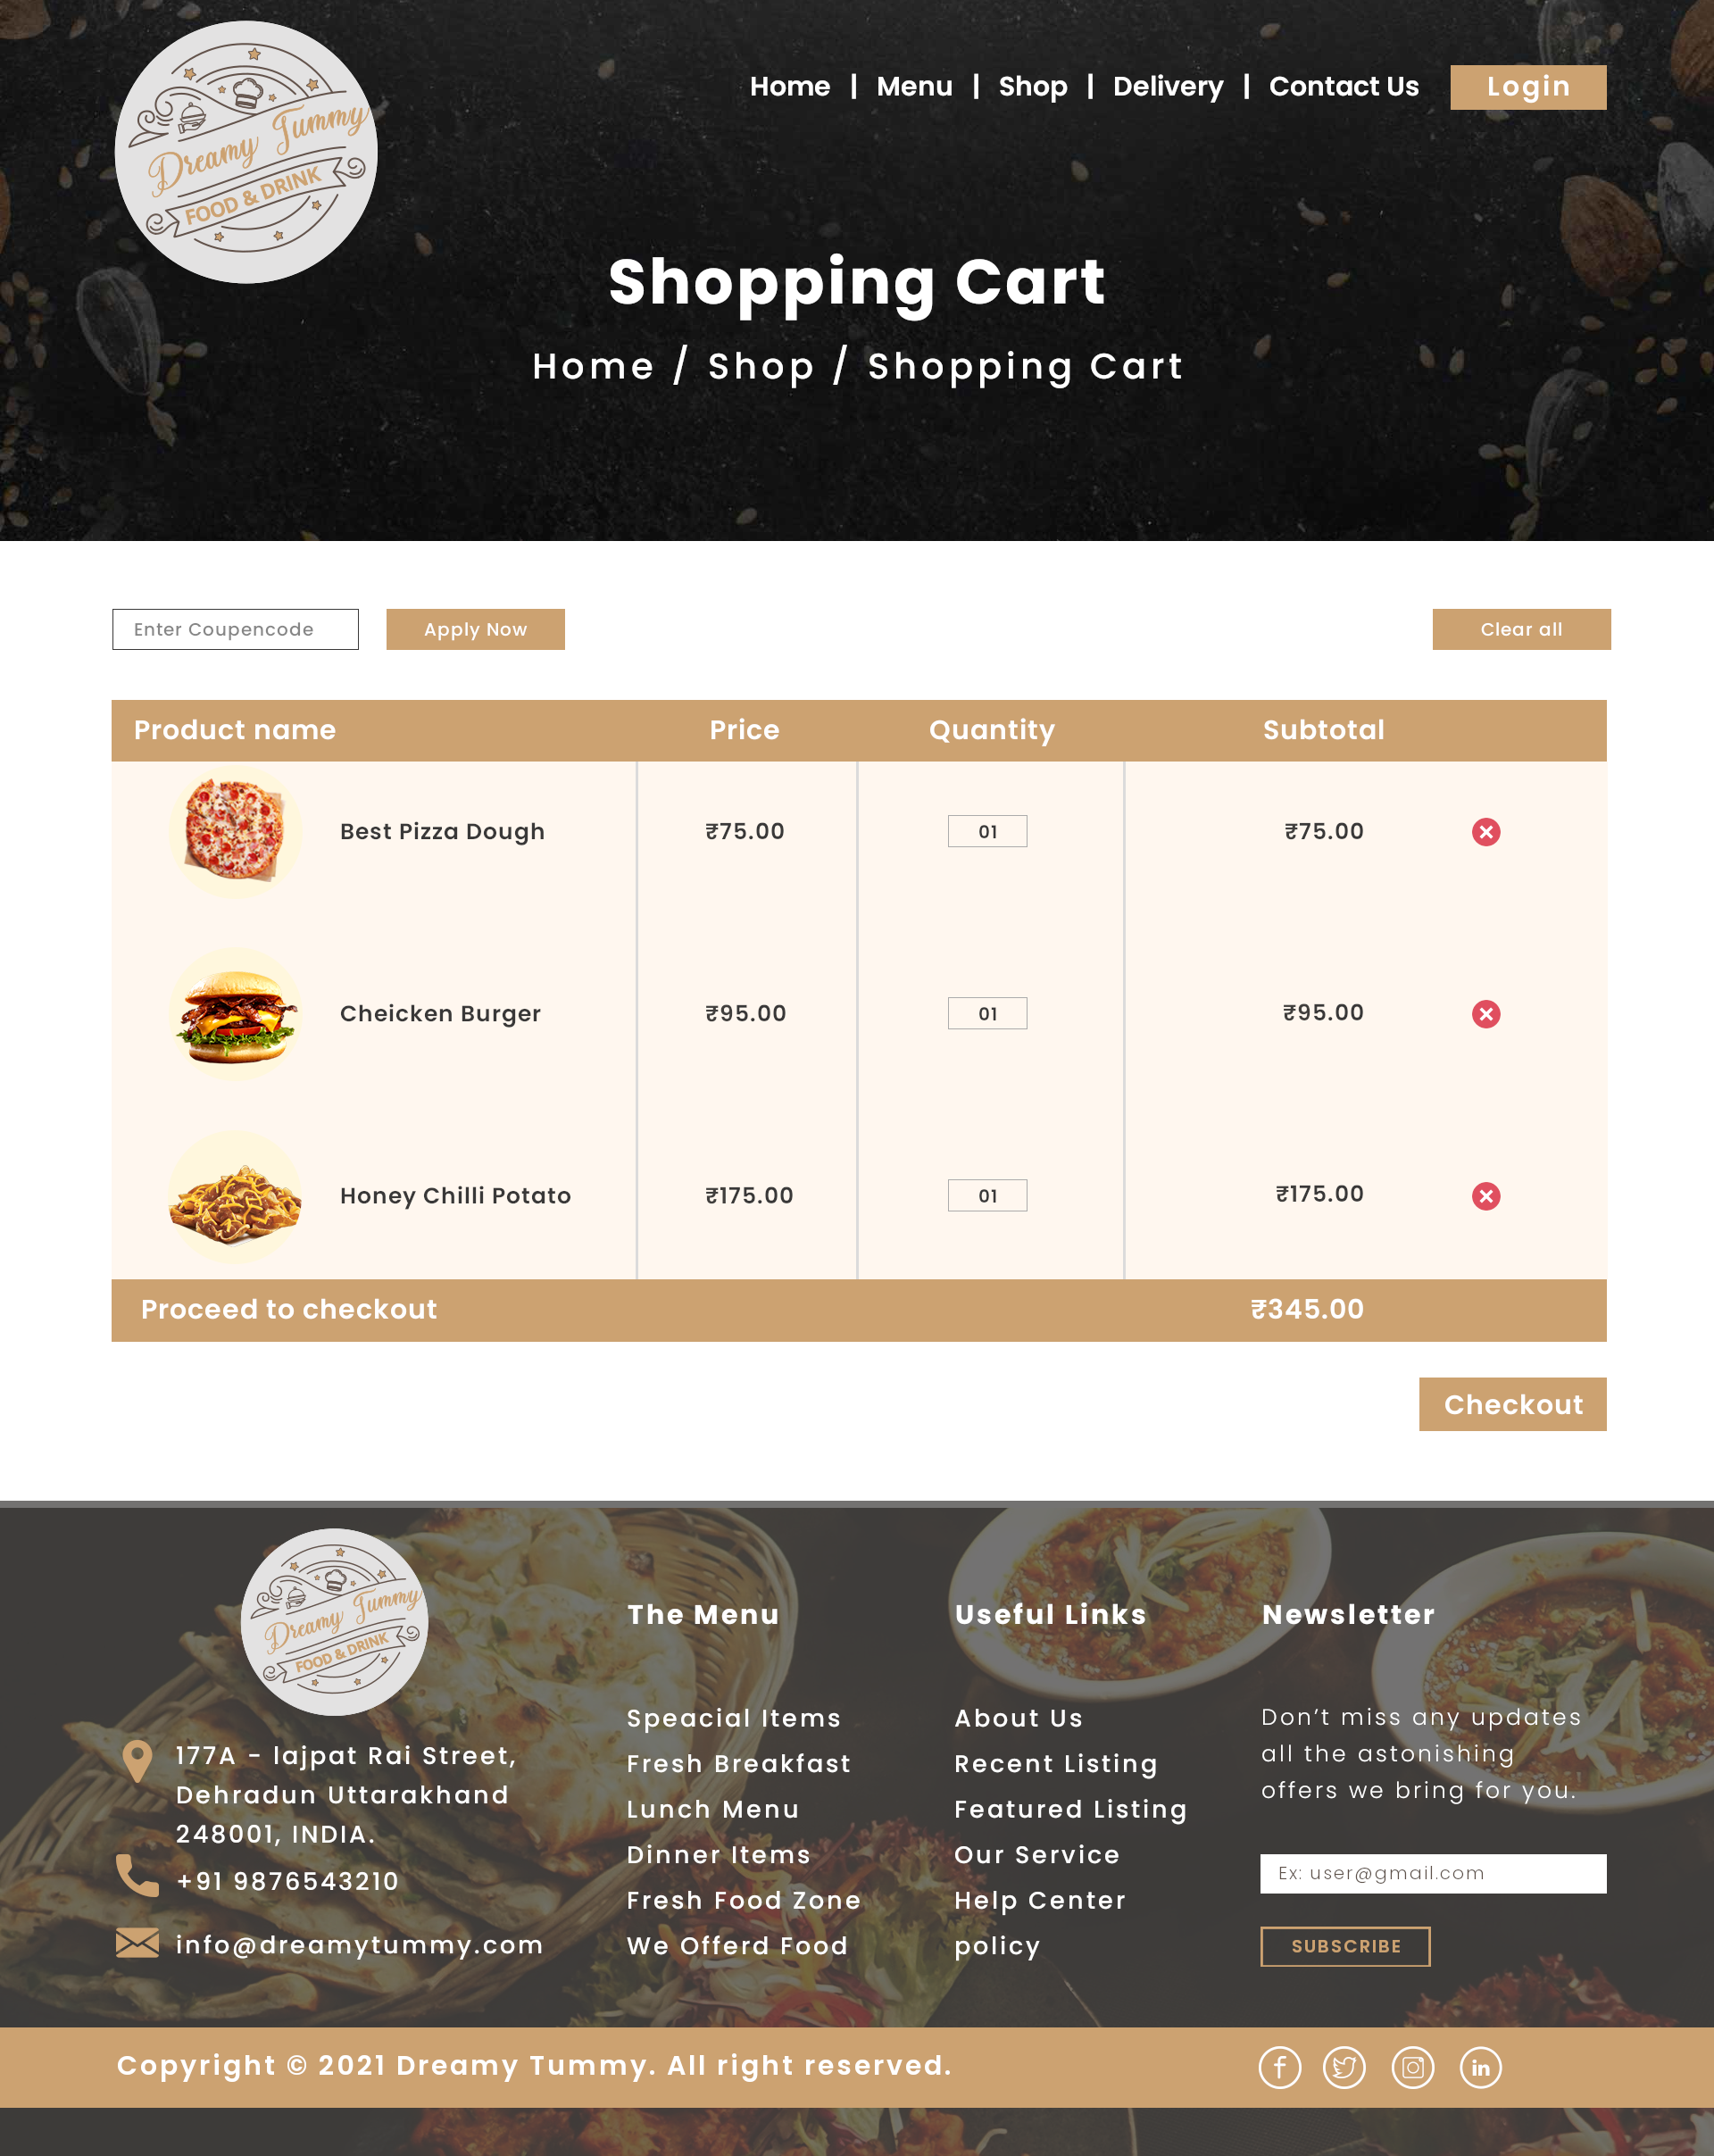 Dreamy Tummy
FOOD & DRINK
Home | Menu | Shop | Delivery | Contact Us
Login
Shopping Cart
Home / Shop / Shopping Cart
Enter Coupencode
Apply Now
Clear all
Product name Price Quantity Subtotal
Best Pizza Dough ₹75.00 01 ₹75.00
Cheicken Burger ₹95.00 01 ₹95.00
Honey Chilli Potato ₹175.00 01 ₹175.00
Proceed to checkout ₹345.00
Checkout
Dreamy Tummy
FOOD & DRINK
177A - lajpat Rai Street,
Dehradun Uttarakhand
248001, INDIA.
+91 9876543210
info@dreamytummy.com
The Menu
Speacial Items
Fresh Breakfast
Lunch Menu
Dinner Items
Fresh Food Zone
We Offerd Food
Useful Links
About Us
Recent Listing
Featured Listing
Our Service
Help Center
policy
Newsletter
Don’t miss any updates
all the astonishing
offers we bring for you.
Ex: user@gmail.com
SUBSCRIBE
Copyright © 2021 Dreamy Tummy. All right reserved.